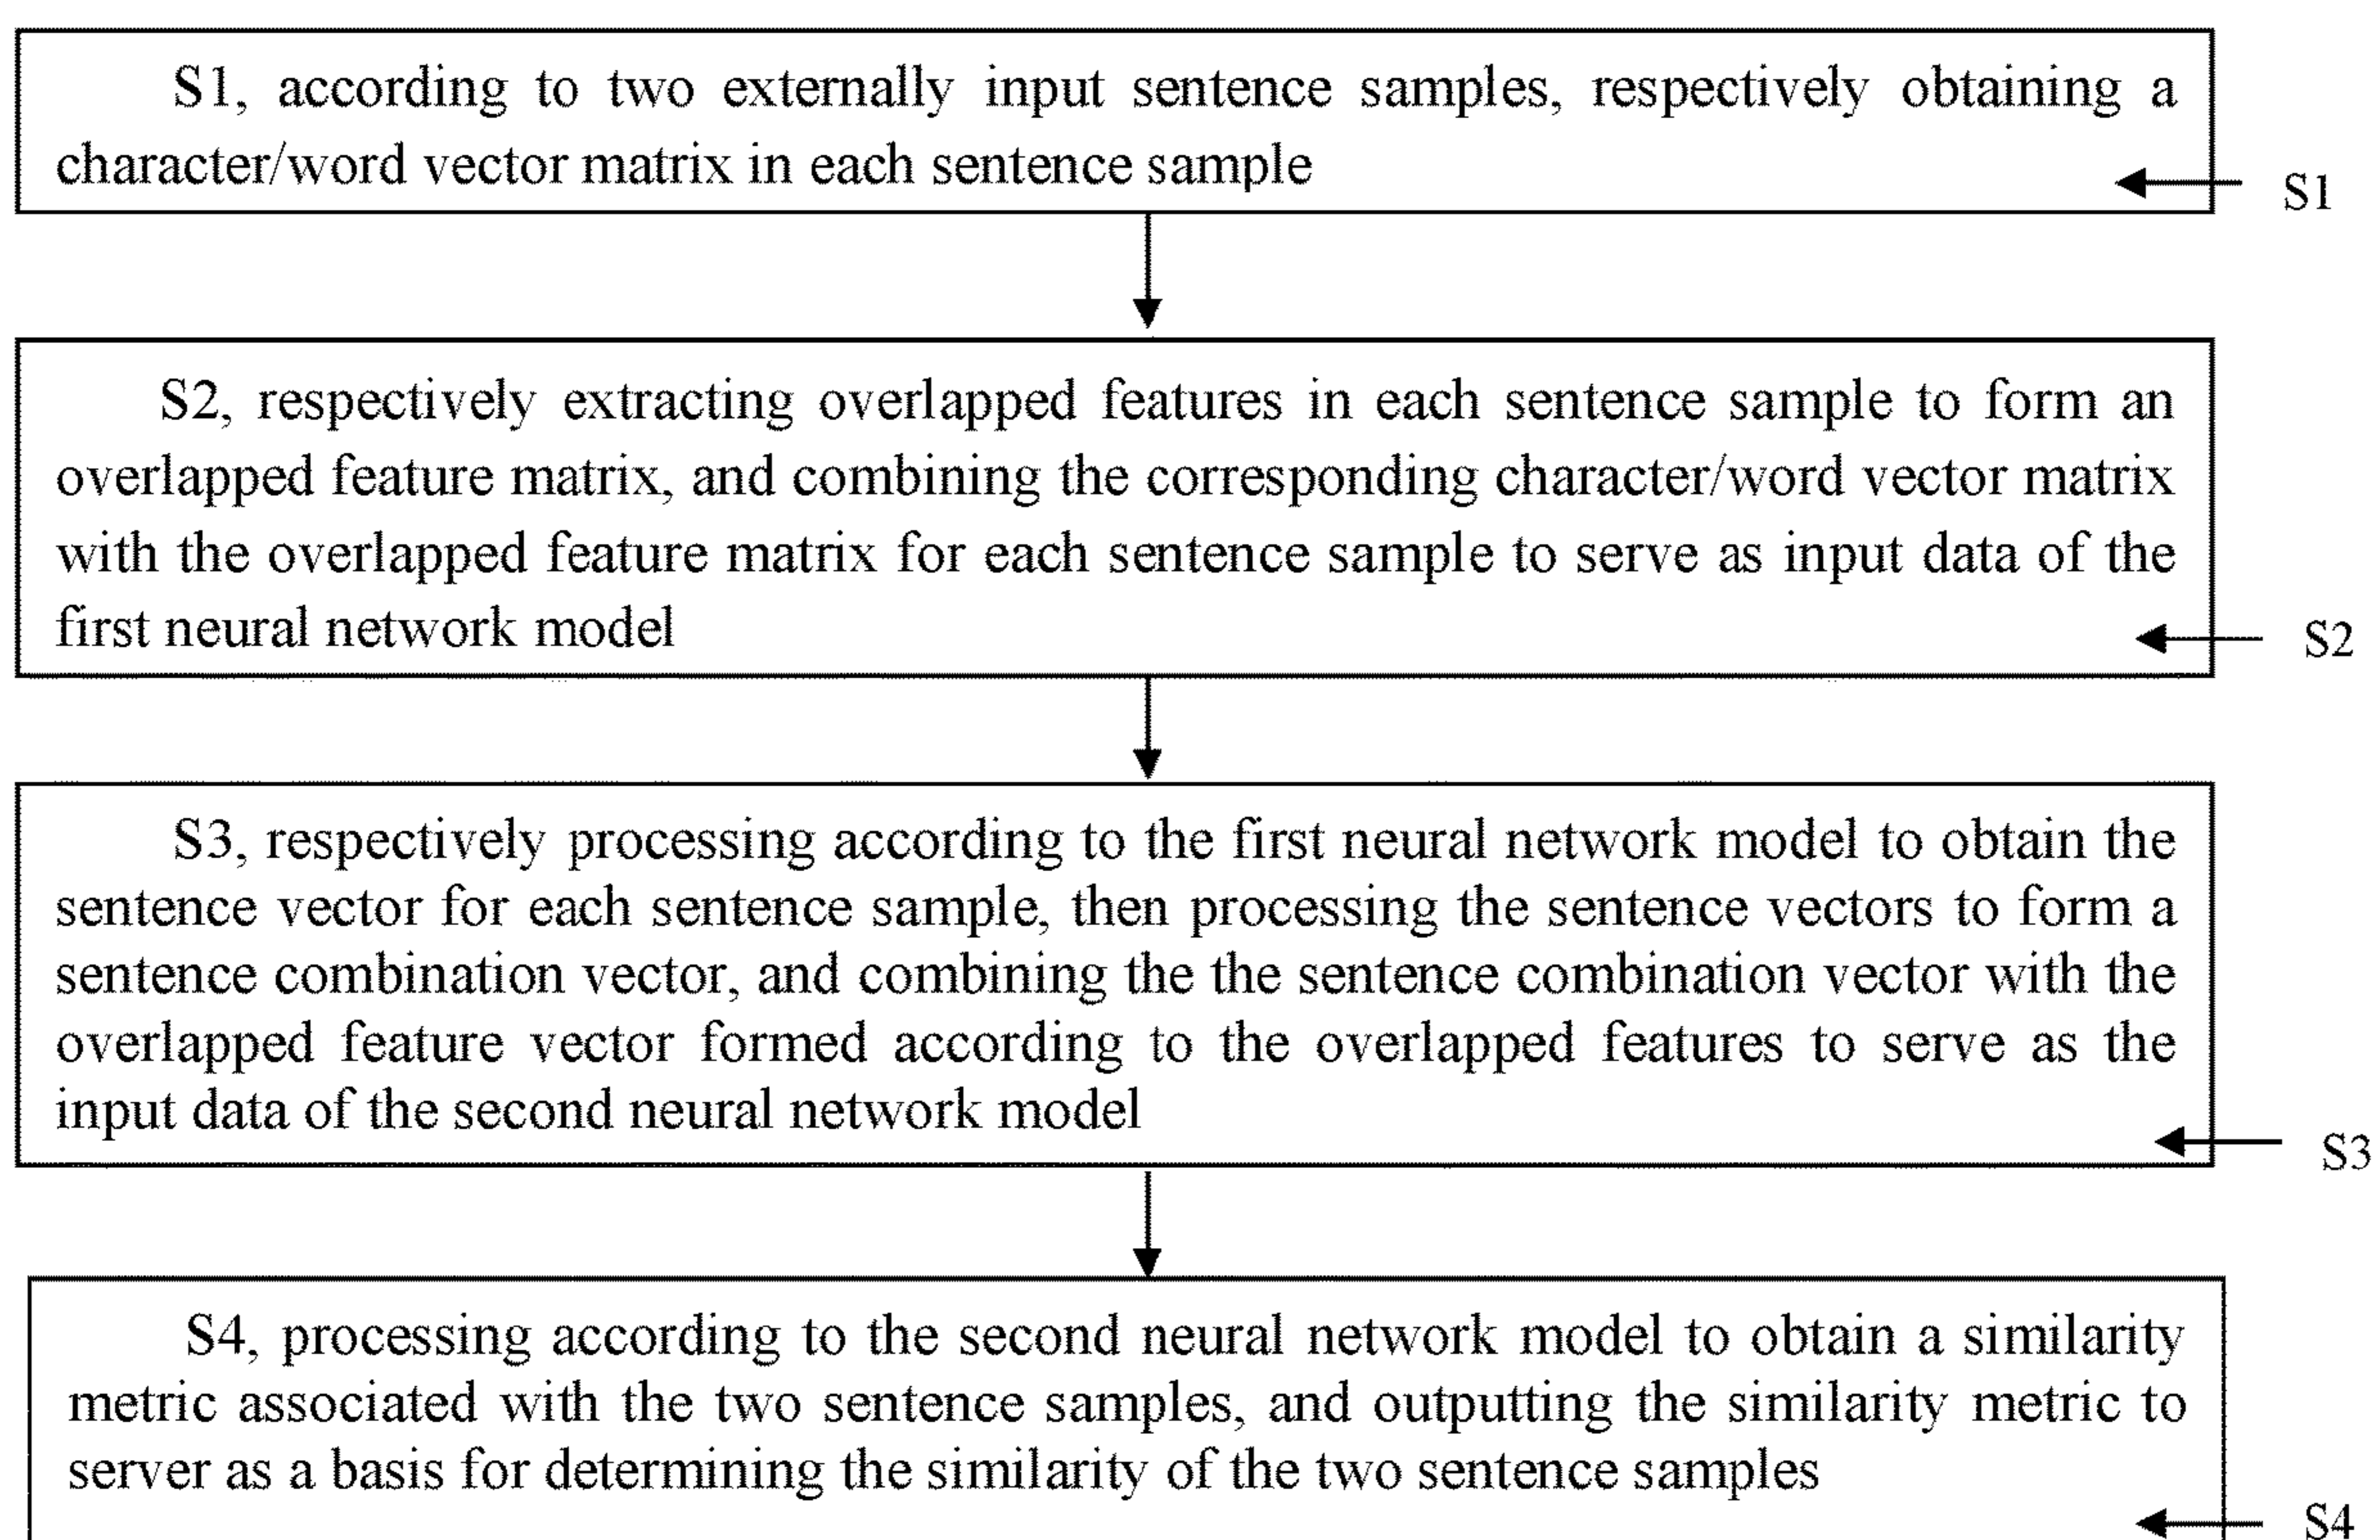 S1, according to two externally input sentence samples, respectively obtaining a
character/word vector matrix in each sentence sample
S1
S2, respectively extracting overlapped features in each sentence sample to form an
overlapped feature matrix, and combining the corresponding character/word vector matrix
with the overlapped feature matrix for each sentence sample to serve as input data of the
first neural network model
S2
S3, respectively processing according to the first neural network model to obtain the
sentence vector for each sentence sample, then processing the sentence vectors to form a
sentence combination vector, and combining the the sentence combination vector with the
overlapped feature vector formed according to the overlapped features to serve as the
input data of the second neural network model
S3
S4, processing according to the second neural network model to obtain a similarity
metric associated with the two sentence samples, and outputting the similarity metric to
server as a basis for determining the similarity of the two sentence samples
S4